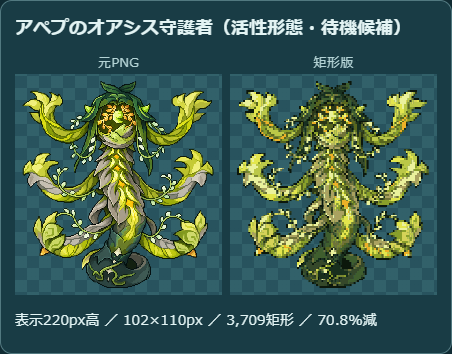 アペプのオアシス守護者（活性形態・待機候補）
元PNG
矩形版
表示220px高 ／ 102×110px ／ 3,709矩形 ／ 70.8%減